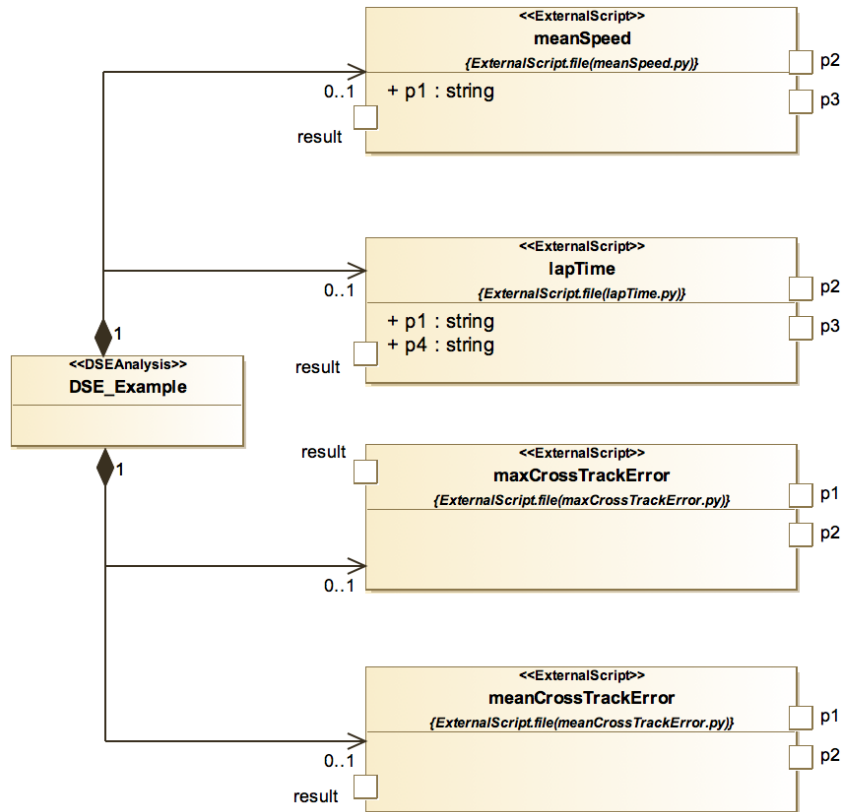 <<ExternalScript>>
meanSpeed
{ExternalScript.file(meanSpeed.py)}
p2
0..1
+ p1 : string
p3
result
<<ExternalScript>>
lapTime
{ExternalScript.file(lapTime.py)}
p2
0..1
+ p1 : string
p3
+ p4 : string
result
1
<<DSEAnalysis>>
DSE_Example
1
result
<<ExternalScript>>
maxCrossTrackError
{ExternalScript.file(maxCrossTrackError.py)}
p1
p2
0..1
<<ExternalScript>>
meanCrossTrackError
{ExternalScript.file(meanCrossTrackError.py)}
p1
p2
0..1
result